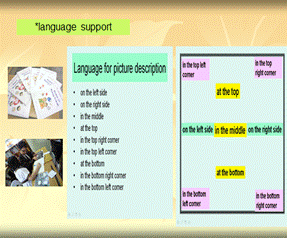 *language support
Language for picture description
• on the left side
• on the right side
• in the middle
• at the top
• in the top right corner
• in the top left corner
• at the bottom
• in the bottom right corner
• in the bottom left corner
in the top left
corner
in the top
right corner
at the top
on the left side
in the middle
on the right side
at the bottom
in the bottom
left corner
in the bottom
right corner